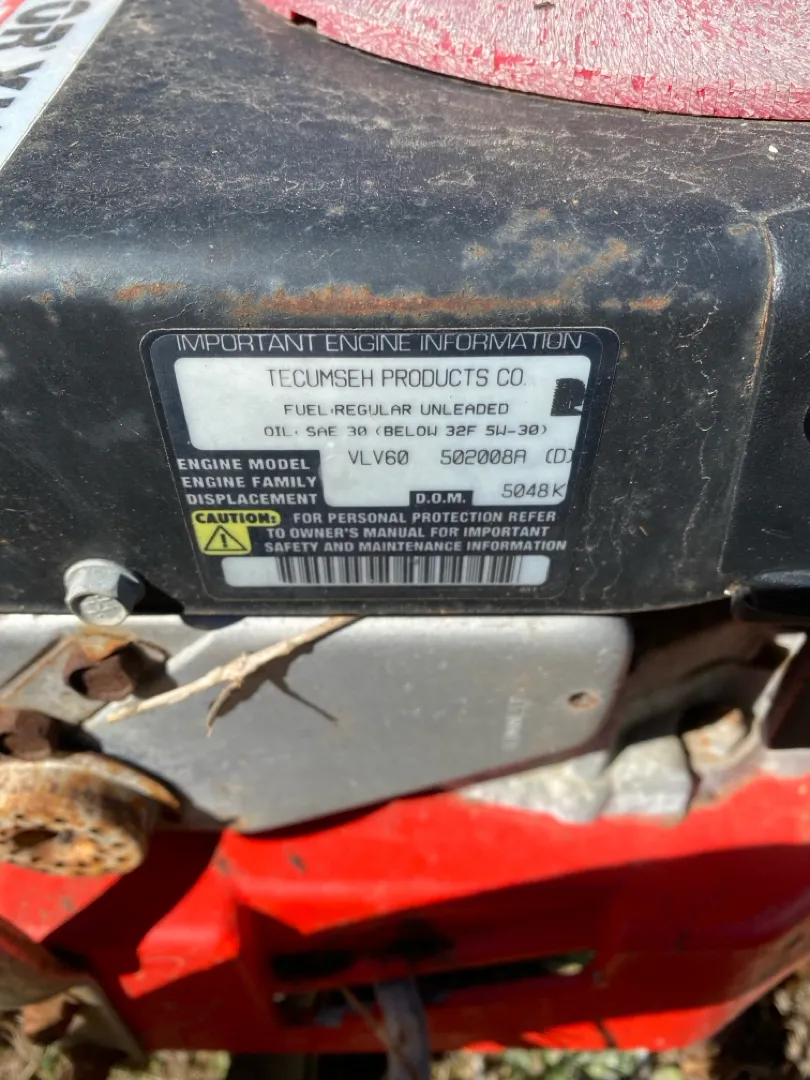 IMPORTANT ENGINE INFORMATION
TECUMSEH PRODUCTS CO.
FUEL:REGULAR UNLEADED
OIL: SAE 30 (BELOW 32F 5W-30)
ENGINE MODEL VLV60 502008A (D)
ENGINE FAMILY
DISPLACEMENT D.O.M. 5048K
CAUTION: FOR PERSONAL PROTECTION REFER
TO OWNER'S MANUAL FOR IMPORTANT
SAFETY AND MAINTENANCE INFORMATION